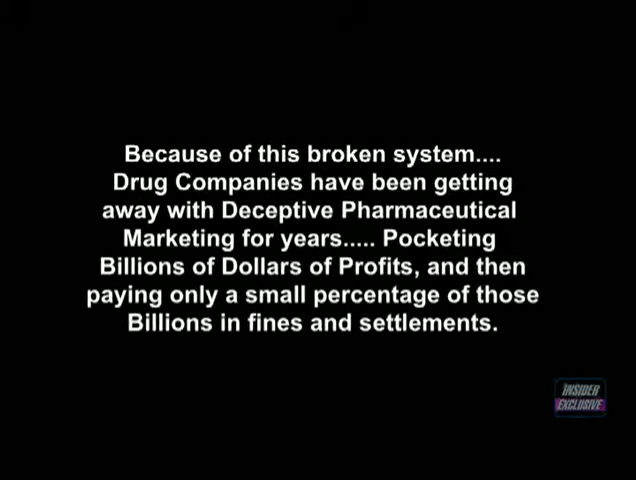 Because of this broken system....
Drug Companies have been getting
away with Deceptive Pharmaceutical
Marketing for years..... Pocketing
Billions of Dollars of Profits, and then
paying only a small percentage of those
Billions in fines and settlements.
INSIDER
EXCLUSIVE